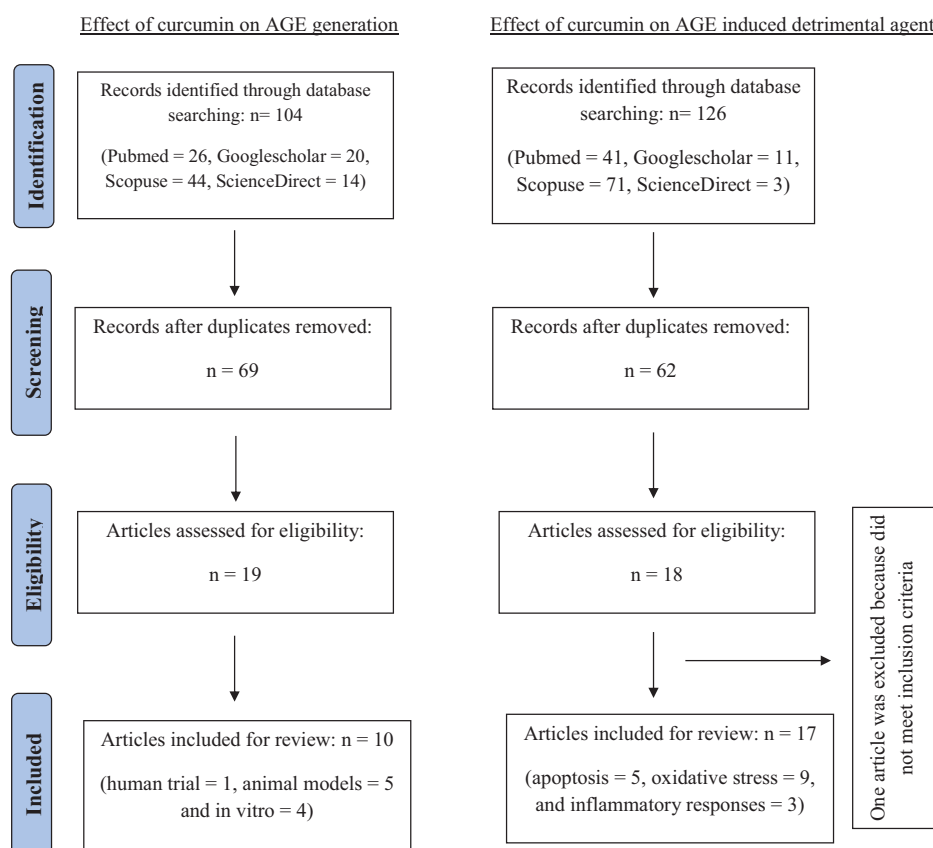 Effect of curcumin on AGE generation
Effect of curcumin on AGE induced detrimental agent
Identification
Records identified through database
searching: n= 104
(Pubmed = 26, Googlescholar = 20,
Scopuse = 44, ScienceDirect = 14)
Records identified through database
searching: n= 126
(Pubmed = 41, Googlescholar = 11,
Scopuse = 71, ScienceDirect = 3)
Screening
Records after duplicates removed:
n = 69
Records after duplicates removed:
n = 62
Eligibility
Articles assessed for eligibility:
n = 19
Articles assessed for eligibility:
n = 18
One article was excluded because did
not meet inclusion criteria
Included
Articles included for review: n = 10
(human trial = 1, animal models = 5
and in vitro = 4)
Articles included for review: n = 17
(apoptosis = 5, oxidative stress = 9,
and inflammatory responses = 3)